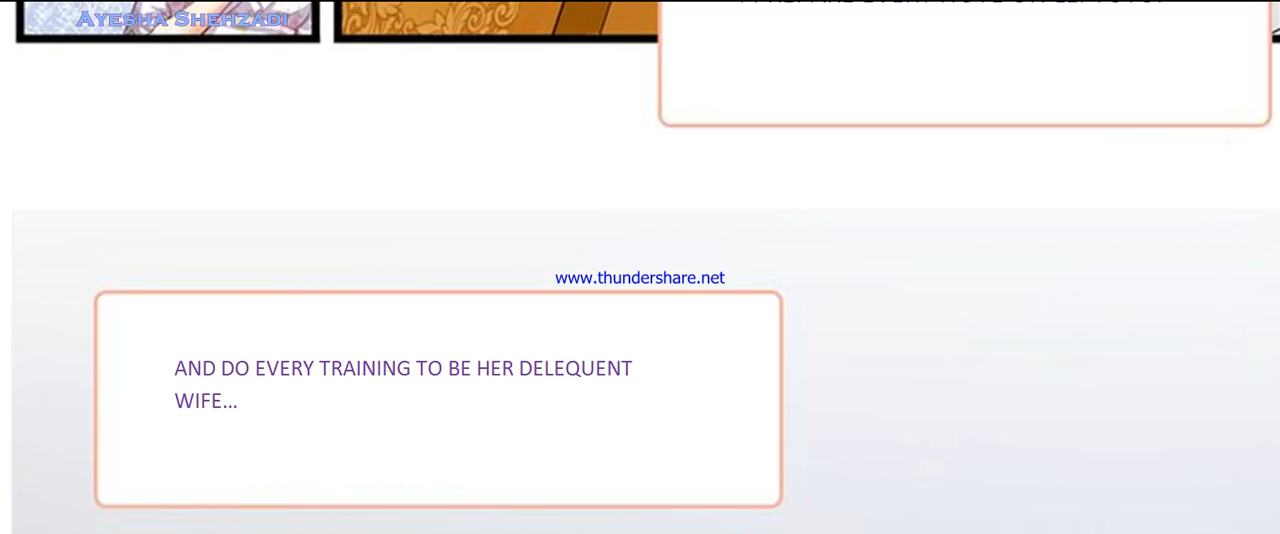 AYESHA SHEHZADI
www.thundershare.net
AND DO EVERY TRAINING TO BE HER DELEQUENT
WIFE...